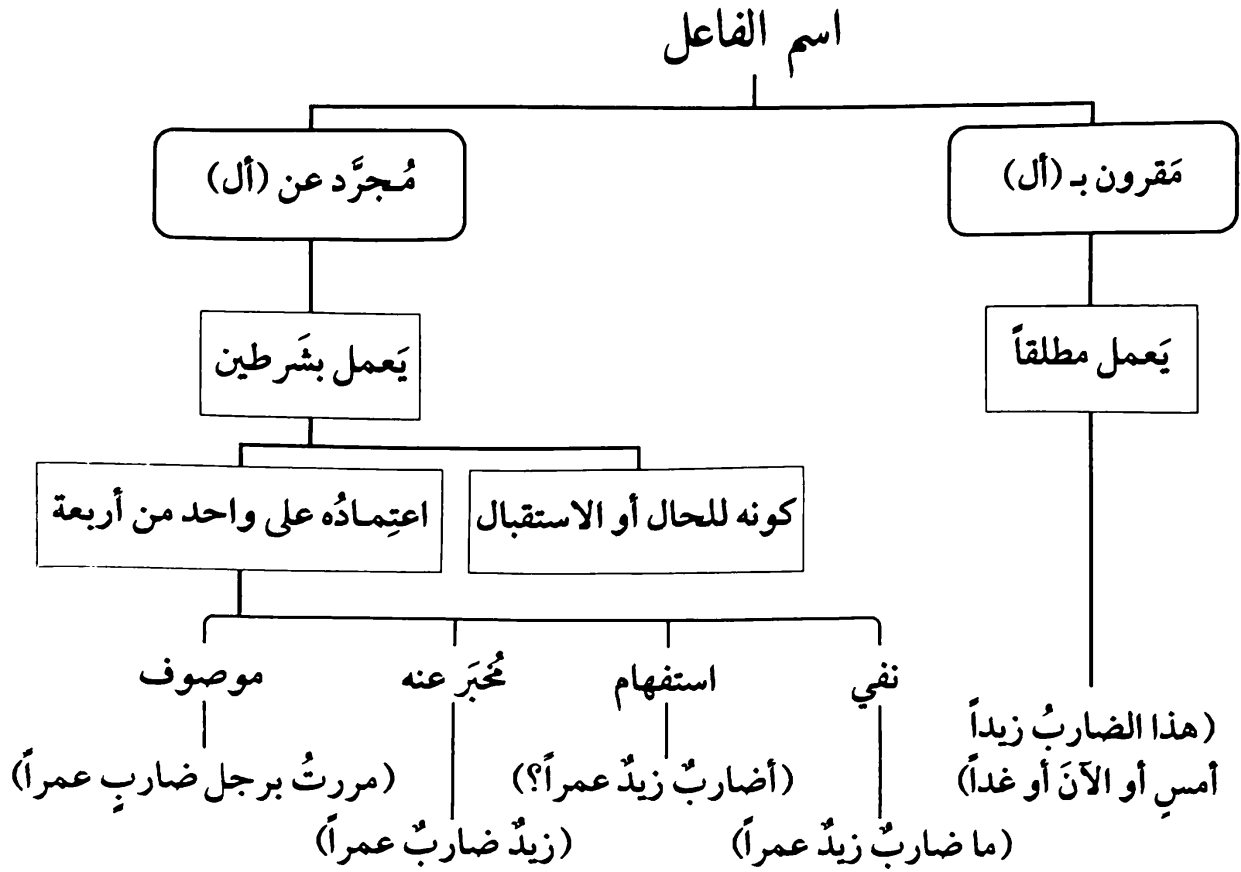 اسم الفاعل
مَقرون بـ (أل)
مُـجرَّد عن (أل)
يَعمل مطلقاً
يَعمل بشَرطين
كونه للحال أو الاستقبال
اعتِمـادُه على واحد من أربعة
نفي
استفهام
مُخبَر عنه
موصوف
(هذا الضاربُ زيداً
أمسِ أو الآنَ أو غداً)
(ما ضاربٌ زيدٌ عمراً)
(أضاربٌ زيدٌ عمراً؟)
(زيدٌ ضاربٌ عمراً)
(مررتُ برجل ضاربٍ عمراً)